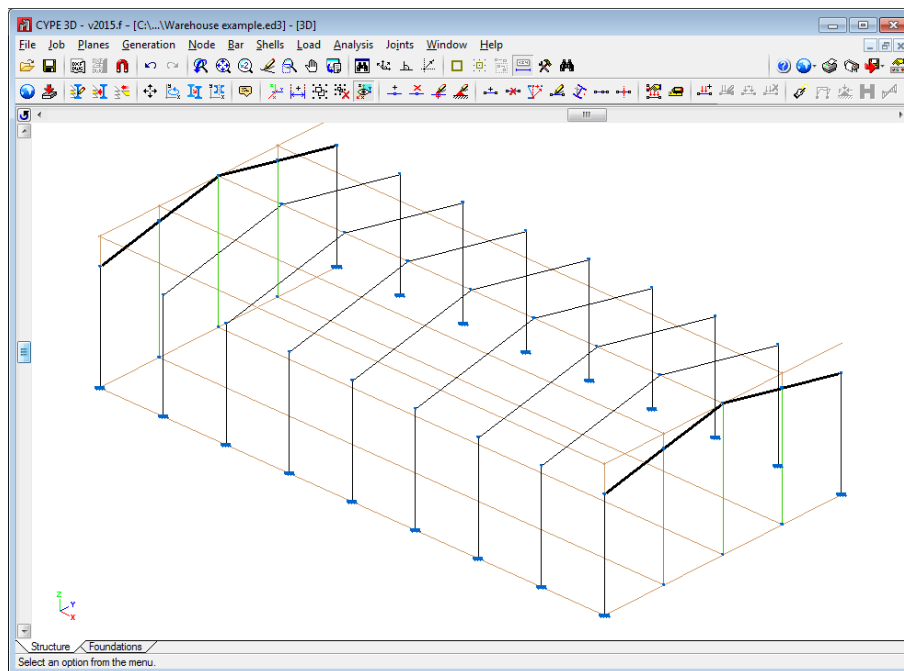 CYPE 3D - v2015.f - [C:\...\Warehouse example.ed3] - [3D]
File Job Planes Generation Node Bar Shells Load Analysis Joints Window Help
Z
Y
X
Structure Foundations
Select an option from the menu.